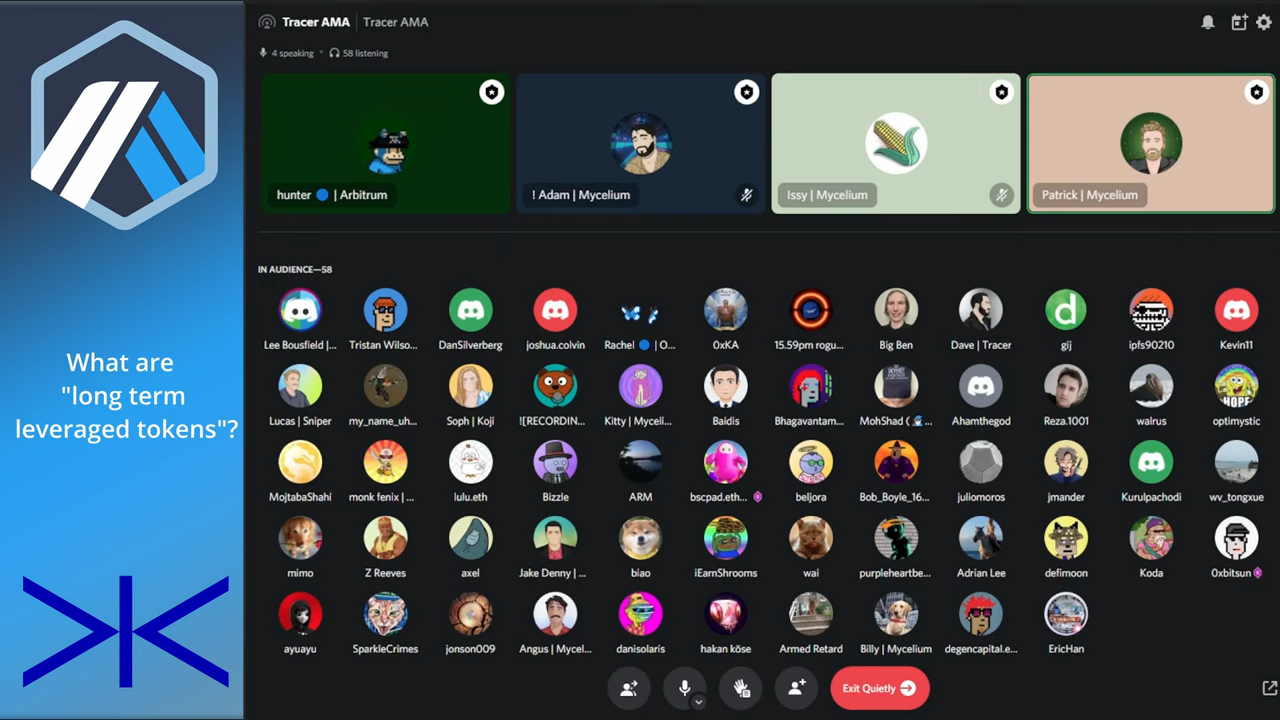 What are
"long term
leveraged tokens"?
Tracer AMA | Tracer AMA
4 speaking • 58 listening
hunter 🔵 | Arbitrum
! Adam | Mycelium
Issy | Mycelium
Patrick | Mycelium
IN AUDIENCE—58
Lee Bousfield |... Tristan Wilso... DanSilverberg joshua.colvin Rachel 🔵 | O... 0xKA 15.59pm rogu... Big Ben Dave | Tracer gij ipfs90210 Kevin11
Lucas | Sniper my_name_uh... Soph | Koji ![RECORDIN... Kitty | Myceli... Baidis Bhagavantam... MohShad ( ... Ahamthegod Reza.1001 walrus optimystic
HOPE
MojtabaShahi monk fenix | ... lulu.eth Bizzle ARM bscpad.eth... beljora Bob_Boyle_16... juliomoros jmander Kurulpachodi wv_tongxue
mimo Z Reeves axel Jake Denny | ... biao iEarnShrooms wai purpleheartbe... Adrian Lee defimoon Koda 0xbitsun
ayuayu SparkleCrimes jonson009 Angus | Mycel... danisolaris hakan köse Armed Retard Billy | Mycelium degencapital.e... EricHan
Exit Quietly